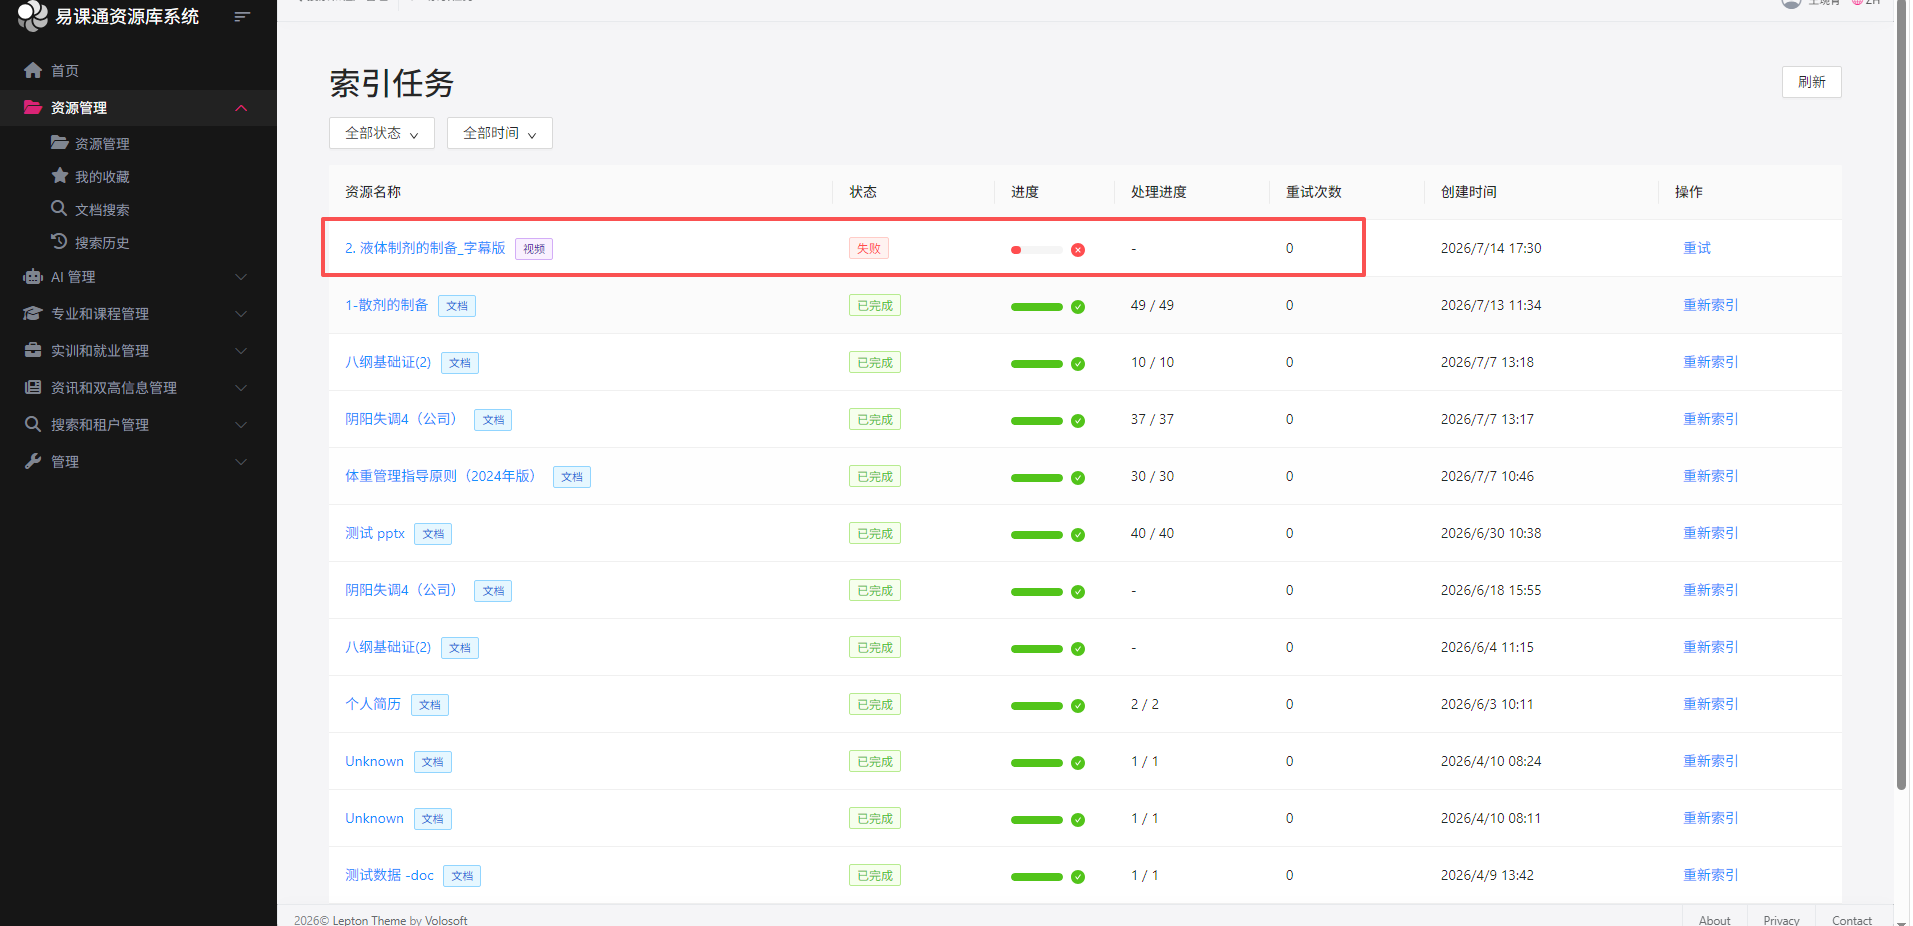 易课通资源库系统
ZH
首页
资源管理
资源管理
我的收藏
文档搜索
搜索历史
AI 管理
专业和课程管理
实训和就业管理
资讯和双高信息管理
搜索和租户管理
管理
索引任务
刷新
全部状态
全部时间
资源名称 状态 进度 处理进度 重试次数 创建时间 操作
2. 液体制剂的制备_字幕版 视频 失败 - 0 2026/7/14 17:30 重试
1-散剂的制备 文档 已完成 49 / 49 0 2026/7/13 11:34 重新索引
八纲基础证(2) 文档 已完成 10 / 10 0 2026/7/7 13:18 重新索引
阴阳失调4（公司） 文档 已完成 37 / 37 0 2026/7/7 13:17 重新索引
体重管理指导原则（2024年版） 文档 已完成 30 / 30 0 2026/7/7 10:46 重新索引
测试 pptx 文档 已完成 40 / 40 0 2026/6/30 10:38 重新索引
阴阳失调4（公司） 文档 已完成 - 0 2026/6/18 15:55 重新索引
八纲基础证(2) 文档 已完成 - 0 2026/6/4 11:15 重新索引
个人简历 文档 已完成 2 / 2 0 2026/6/3 10:11 重新索引
Unknown 文档 已完成 1 / 1 0 2026/4/10 08:24 重新索引
Unknown 文档 已完成 1 / 1 0 2026/4/10 08:11 重新索引
测试数据 -doc 文档 已完成 1 / 1 0 2026/4/9 13:42 重新索引
2026© Lepton Theme by Volosoft
About Privacy Contact